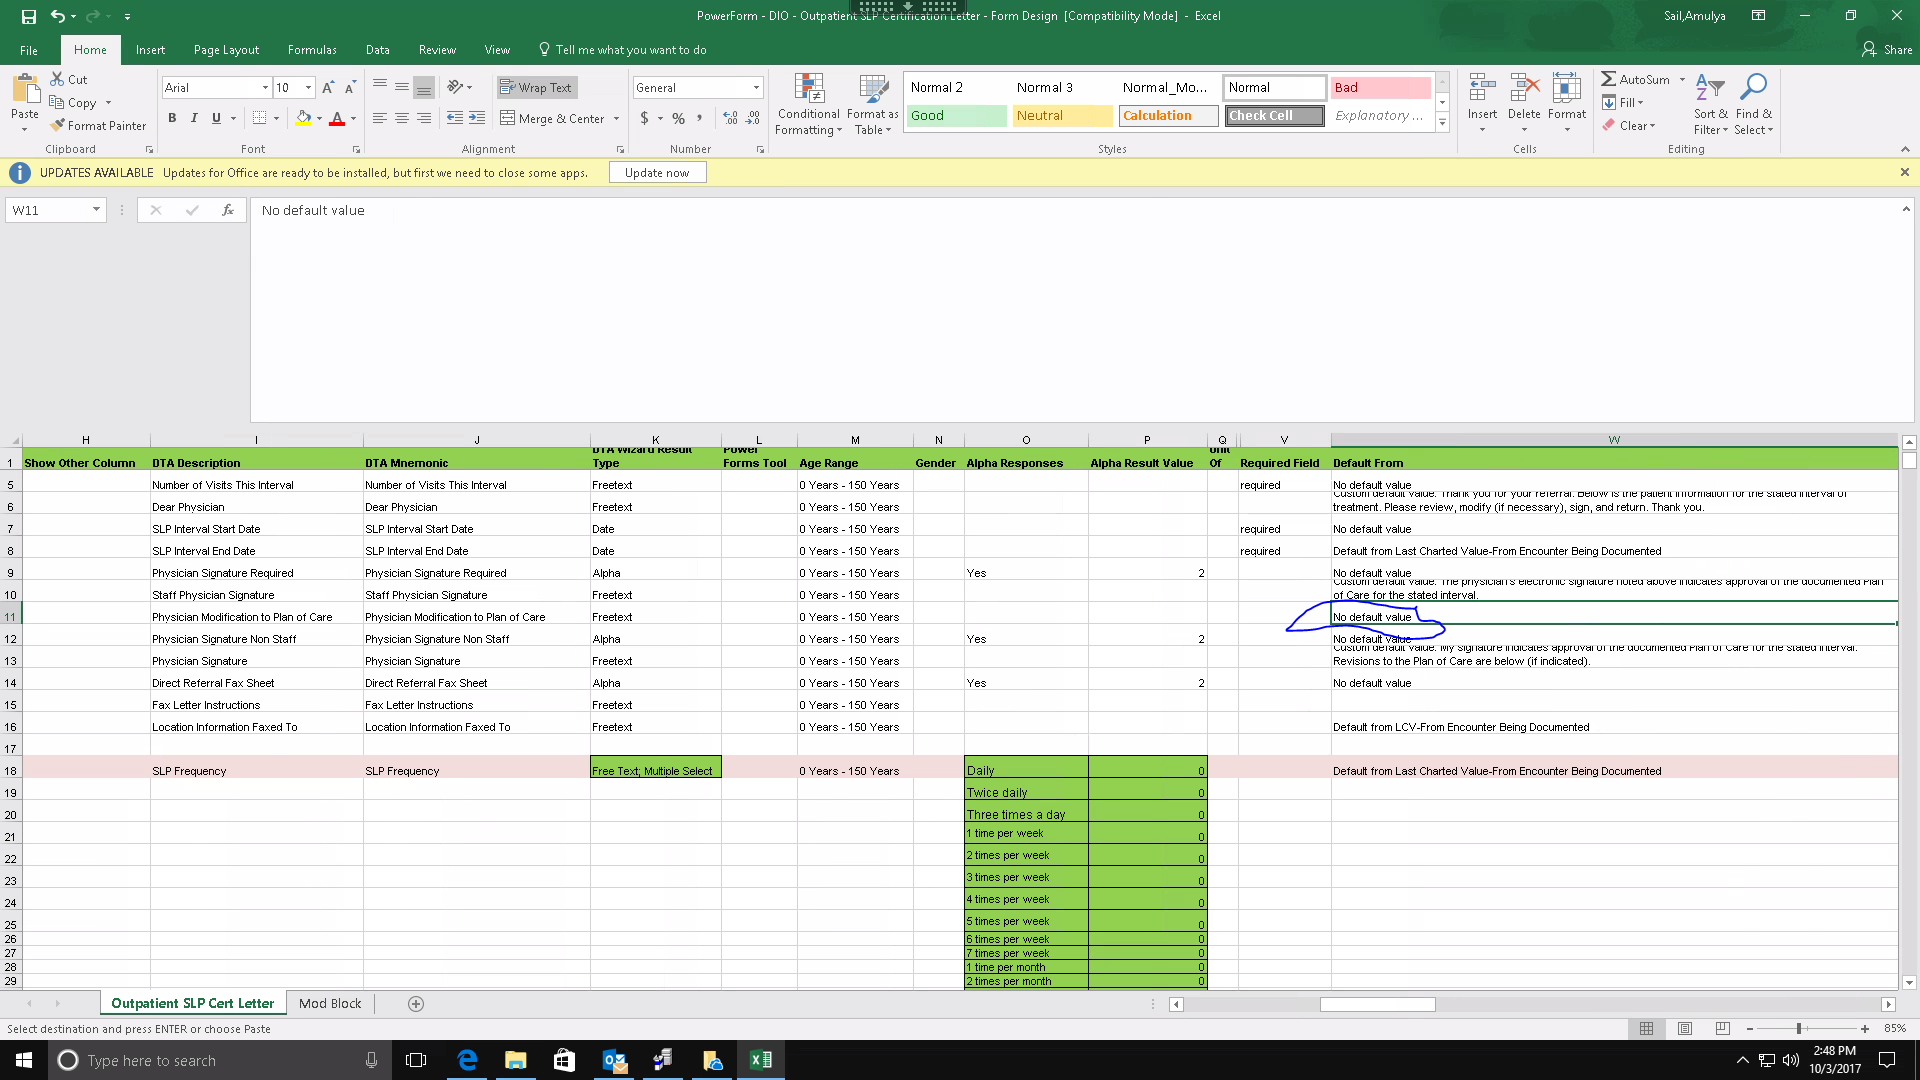 PowerForm - DIO - Outpatient SLP Certification Letter - Form Design [Compatibility Mode] - Excel
Sail,Amulya
File Home Insert Page Layout Formulas Data Review View Tell me what you want to do Share
Paste Cut Copy Format Painter Clipboard
Arial 10 B I U Font
Wrap Text Merge & Center Alignment
General $ % Number
Conditional Formatting Format as Table
Normal 2 Normal 3 Normal_Mo... Normal Bad
Good Neutral Calculation Check Cell Explanatory ...
Styles
Insert Delete Format Cells
AutoSum Fill Clear Sort & Filter Find & Select Editing
UPDATES AVAILABLE Updates for Office are ready to be installed, but first we need to close some apps. Update now
W11 fx No default value
H I J K L M N O P Q V W
1 Show Other Column DTA Description DTA Mnemonic DTA Wizard Result Type Power Forms Tool Age Range Gender Alpha Responses Alpha Result Value Unit Of Required Field Default From
5 Number of Visits This Interval Number of Visits This Interval Freetext 0 Years - 150 Years required No default value
6 Dear Physician Dear Physician Freetext 0 Years - 150 Years Custom default value: Thank you for your referral. Below is the patient information for the stated interval of
treatment. Please review, modify (if necessary), sign, and return. Thank you.
7 SLP Interval Start Date SLP Interval Start Date Date 0 Years - 150 Years required No default value
8 SLP Interval End Date SLP Interval End Date Date 0 Years - 150 Years required Default from Last Charted Value-From Encounter Being Documented
9 Physician Signature Required Physician Signature Required Alpha 0 Years - 150 Years Yes 2 No default value
10 Staff Physician Signature Staff Physician Signature Freetext 0 Years - 150 Years Custom default value: The physician's electronic signature noted above indicates approval of the documented Plan
of Care for the stated interval.
11 Physician Modification to Plan of Care Physician Modification to Plan of Care Freetext 0 Years - 150 Years No default value
12 Physician Signature Non Staff Physician Signature Non Staff Alpha 0 Years - 150 Years Yes 2 No default value
13 Physician Signature Physician Signature Freetext 0 Years - 150 Years Custom default value: My signature indicates approval of the documented Plan of Care for the stated interval.
Revisions to the Plan of Care are below (if indicated).
14 Direct Referral Fax Sheet Direct Referral Fax Sheet Alpha 0 Years - 150 Years Yes 2 No default value
15 Fax Letter Instructions Fax Letter Instructions Freetext 0 Years - 150 Years
16 Location Information Faxed To Location Information Faxed To Freetext 0 Years - 150 Years Default from LCV-From Encounter Being Documented
17
18 SLP Frequency SLP Frequency Free Text; Multiple Select 0 Years - 150 Years Daily 0 Default from Last Charted Value-From Encounter Being Documented
19 Twice daily 0
20 Three times a day 0
21 1 time per week 0
22 2 times per week 0
23 3 times per week 0
24 4 times per week 0
25 5 times per week 0
26 6 times per week 0
27 7 times per week 0
28 1 time per month 0
29 2 times per month 0
Outpatient SLP Cert Letter Mod Block
Select destination and press ENTER or choose Paste 85%
Type here to search 2:48 PM
10/3/2017